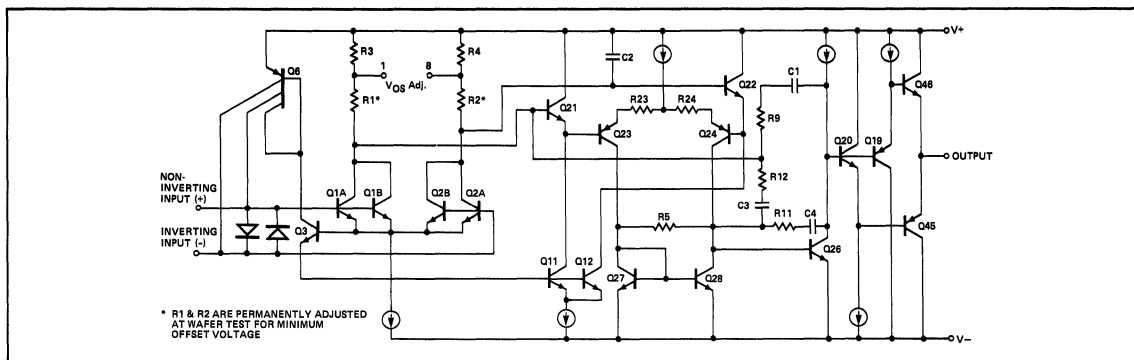 V+
R3
R4
1
8
VOS Adj.
R1*
R2*
C2
C1
Q6
Q21
Q22
Q46
R23
R24
R9
Q23
Q24
Q20
Q19
OUTPUT
R12
NON-
INVERTING
INPUT (+)
Q1A
Q1B
Q2B
Q2A
C3
R5
R11
C4
Q3
INVERTING
INPUT (-)
Q45
Q26
Q11
Q12
Q27
Q28
* R1 & R2 ARE PERMANENTLY ADJUSTED
AT WAFER TEST FOR MINIMUM
OFFSET VOLTAGE
V−